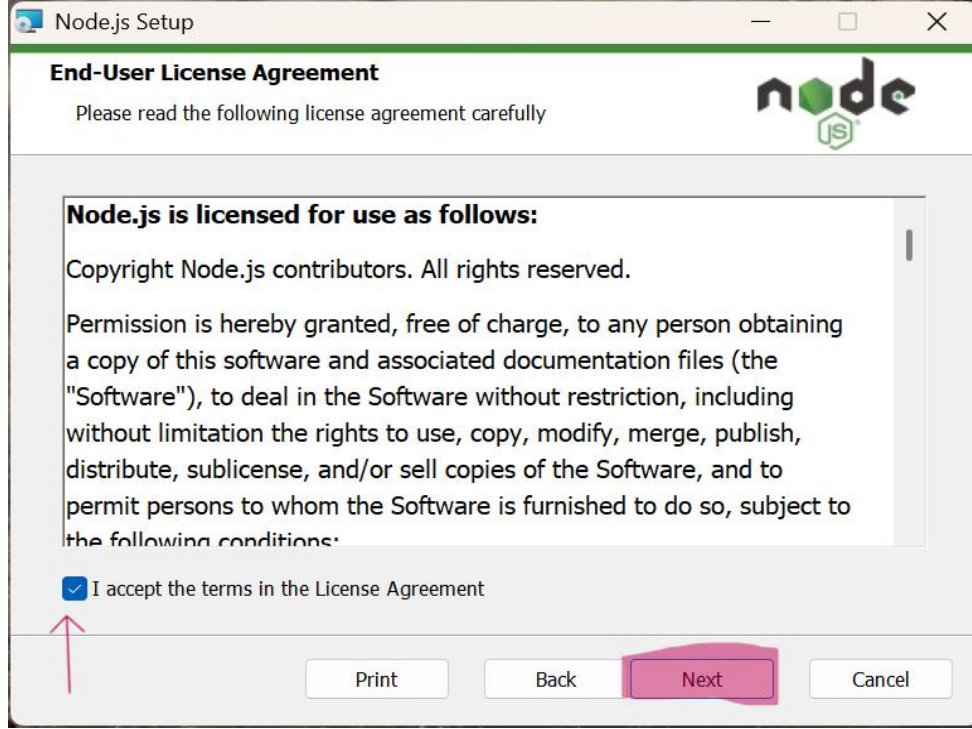 Node.js Setup
End-User License Agreement
Please read the following license agreement carefully
node
JS
Node.js is licensed for use as follows:
Copyright Node.js contributors. All rights reserved.
Permission is hereby granted, free of charge, to any person obtaining
a copy of this software and associated documentation files (the
"Software"), to deal in the Software without restriction, including
without limitation the rights to use, copy, modify, merge, publish,
distribute, sublicense, and/or sell copies of the Software, and to
permit persons to whom the Software is furnished to do so, subject to
the following conditions:
I accept the terms in the License Agreement
Print
Back
Next
Cancel